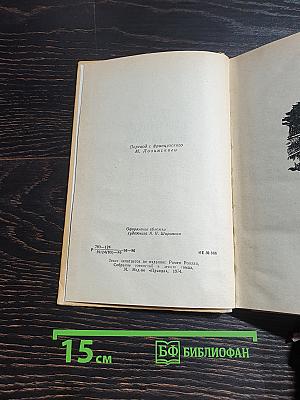 Перевод с французского
М. Лозинского
Оформление обложки
художника
Текст печатается по изданию: Ромен Роллан,
Собрание сочинений в девяти томах,
М. Изд-во «Правда», 1974.
15 см
БФ БИБЛИОФАН